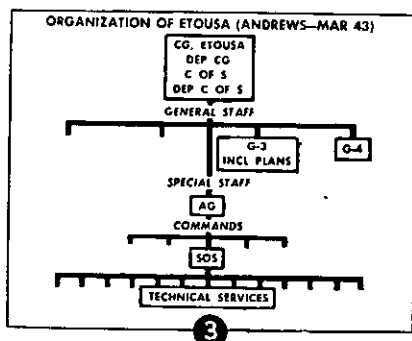 ORGANIZATION OF ETOUSA (ANDREWS—MAR 43)
CG, ETOUSA
DEP CG
C OF S
DEP C OF S
GENERAL STAFF
G-3
INCL PLANS
G-4
SPECIAL STAFF
AG
COMMANDS
SOS
TECHNICAL SERVICES
3